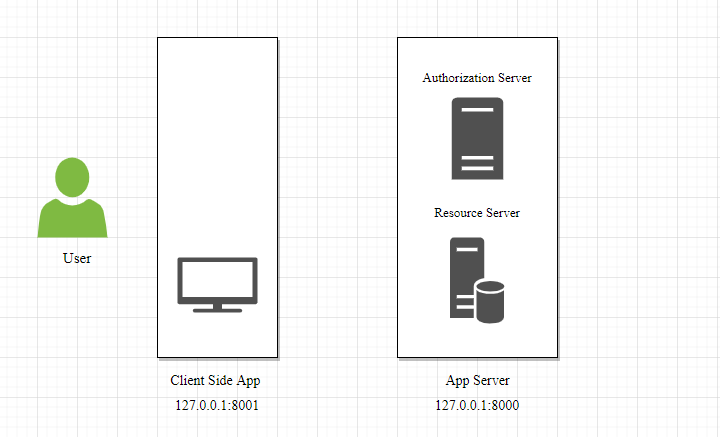 Authorization Server
Resource Server
User
Client Side App
127.0.0.1:8001
App Server
127.0.0.1:8000